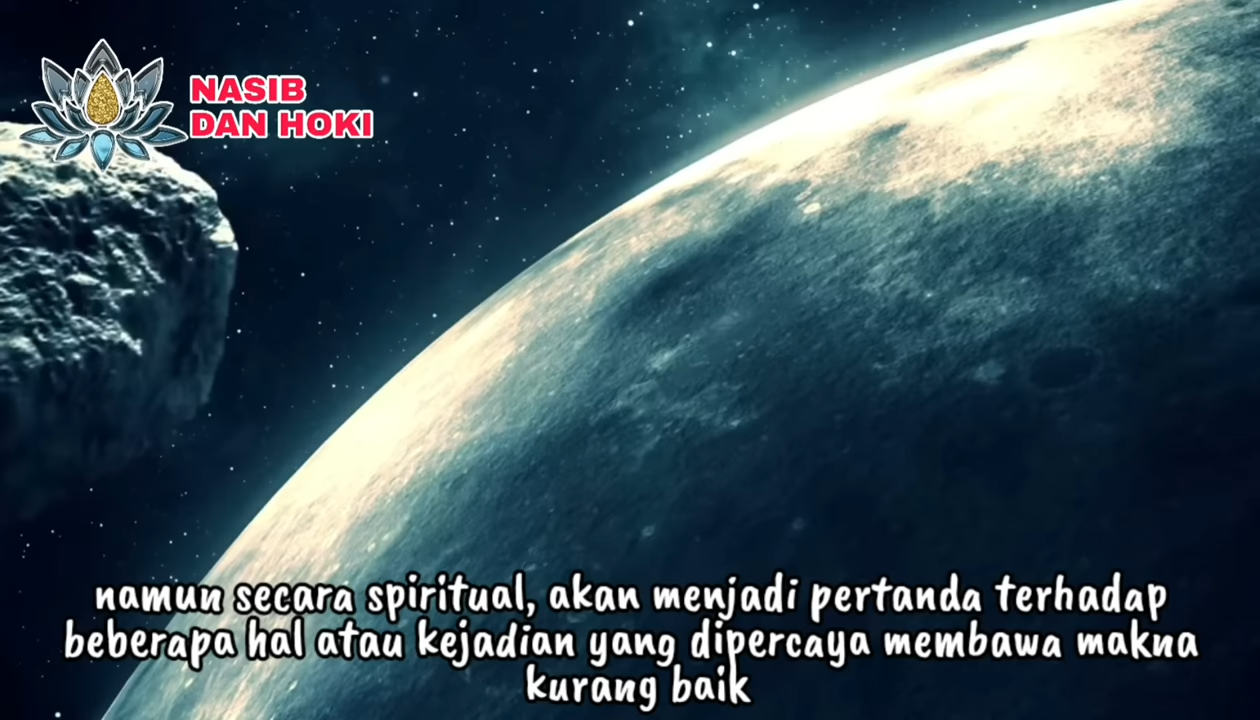 NASIB
DAN HOKI
namun secara spiritual, akan menjadi pertanda terhadap
beberapa hal atau kejadian yang dipercaya membawa makna
kurang baik